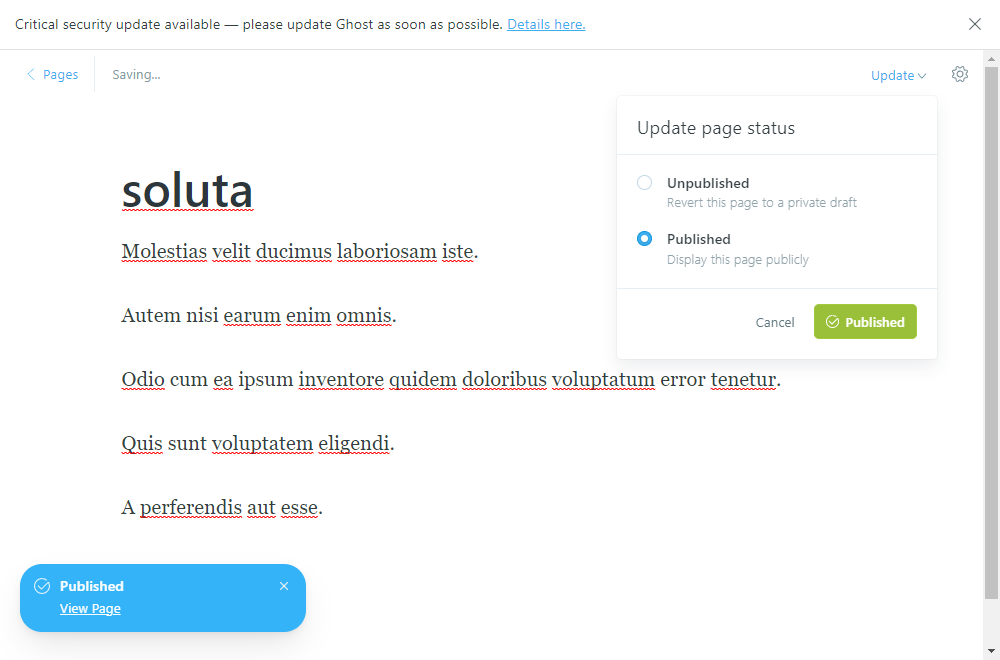 Critical security update available — please update Ghost as soon as possible. Details here.
Pages
Saving...
Update
Update page status
Unpublished
Revert this page to a private draft
Published
Display this page publicly
Cancel
Published
soluta
Molestias velit ducimus laboriosam iste.
Autem nisi earum enim omnis.
Odio cum ea ipsum inventore quidem doloribus voluptatum error tenetur.
Quis sunt voluptatem eligendi.
A perferendis aut esse.
Published
View Page